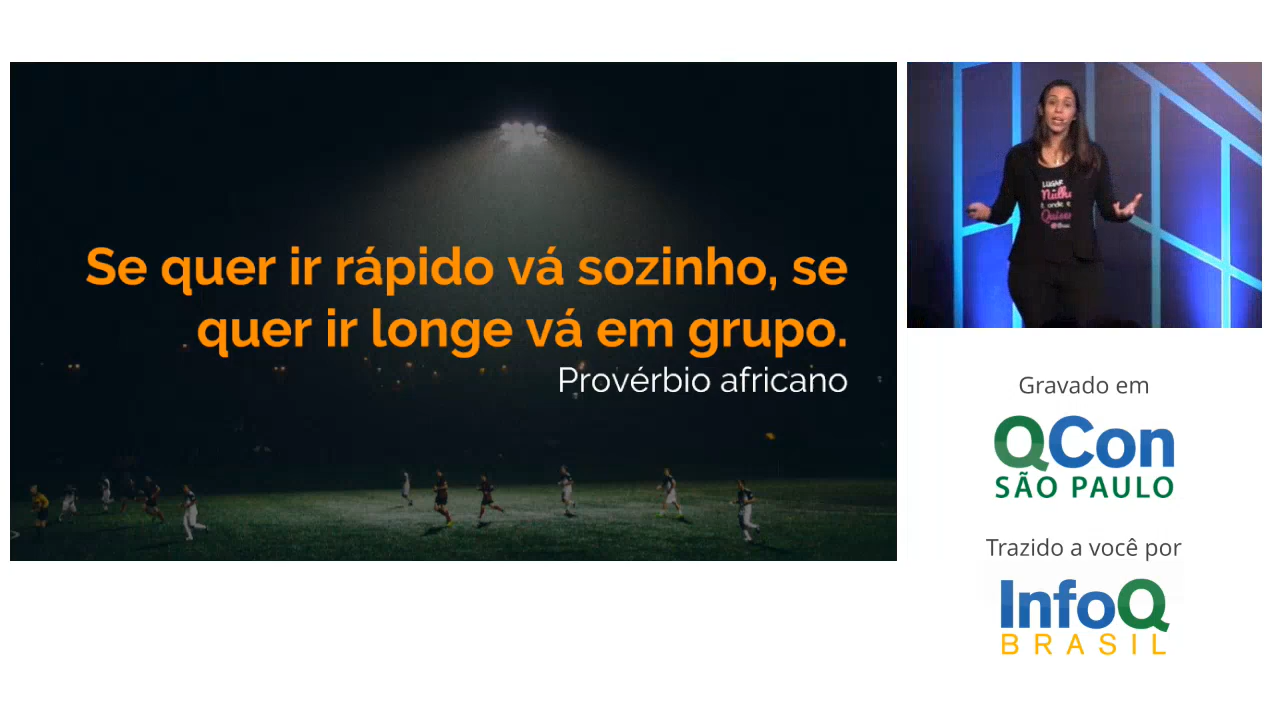 Se quer ir rápido vá sozinho, se
quer ir longe vá em grupo.
Provérbio africano
LUGAR
Gravado em
QCon
SÃO PAULO
Trazido a você por
InfoQ
BRASIL